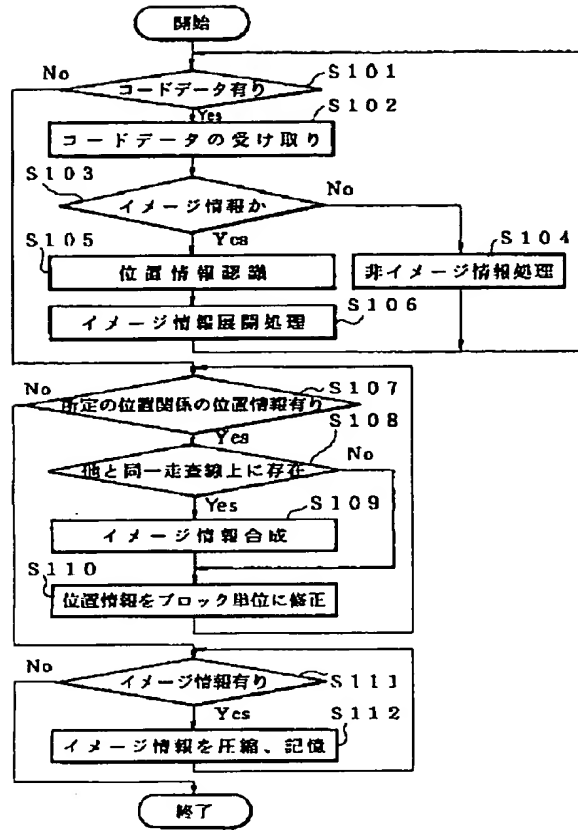 開始
No
S101
コードデータ有り
Yes
S102
コードデータの受け取り
S103
イメージ情報か
No
Yes
S104
非イメージ情報処理
S105
位置情報認識
イメージ情報展開処理
S106
No
S107
所定の位置関係の位置情報有り
Yes
S108
他と同一走査線上に存在
No
Yes
S109
イメージ情報合成
S110
位置情報をブロック単位に修正
No
イメージ情報有り
S111
Yes
S112
イメージ情報を圧縮、記憶
終了